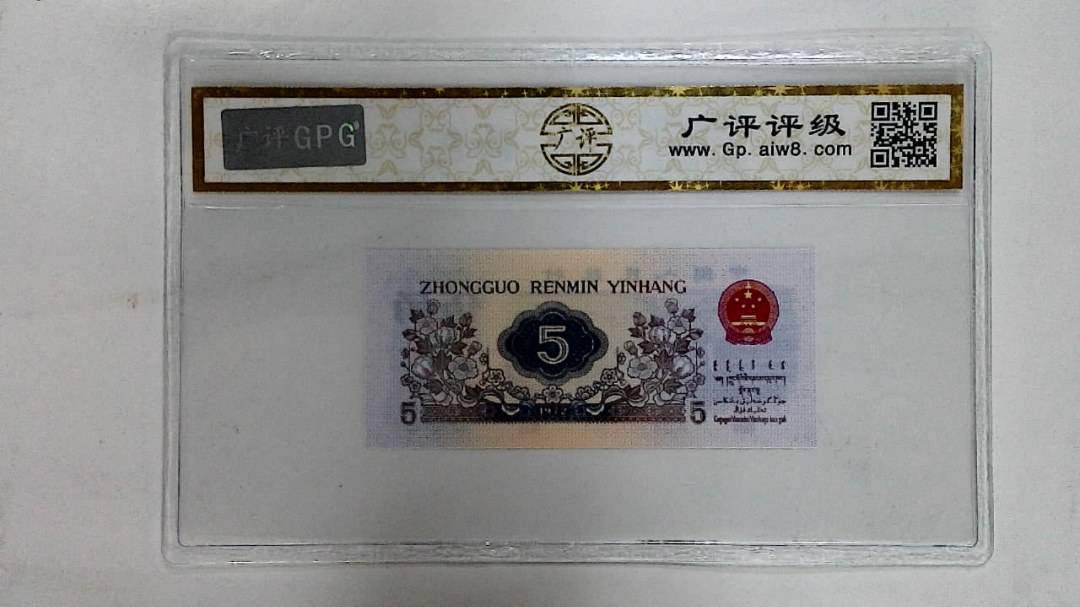 广评GPG
广评
广评评级
www.Gp.aiw8.com
ZHONGGUO RENMIN YINHANG
5
5
5